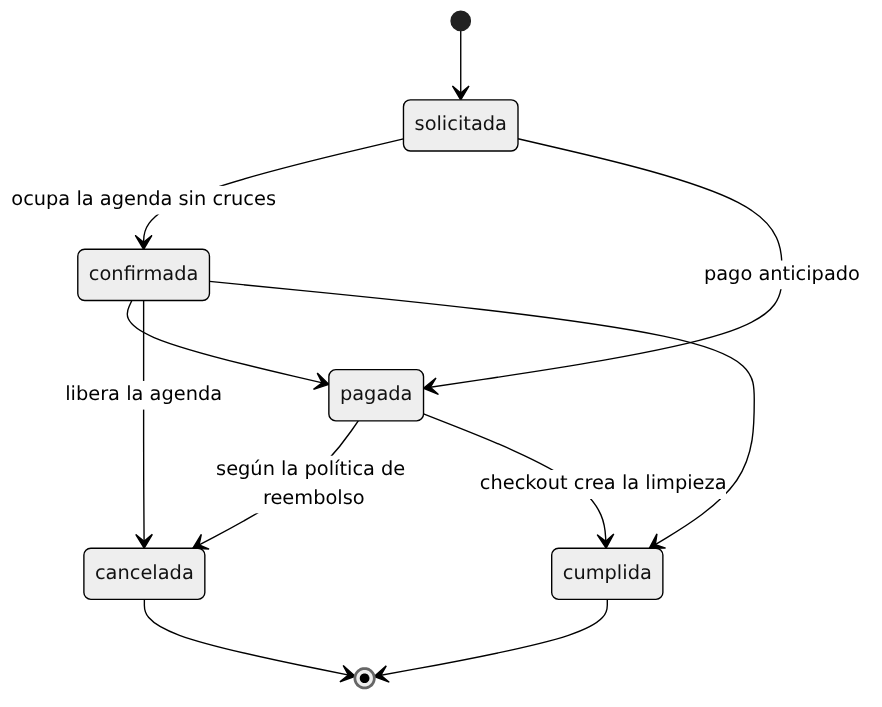 solicitada
ocupa la agenda sin cruces
confirmada
pago anticipado
libera la agenda
pagada
según la política de
reembolso
checkout crea la limpieza
cancelada
cumplida